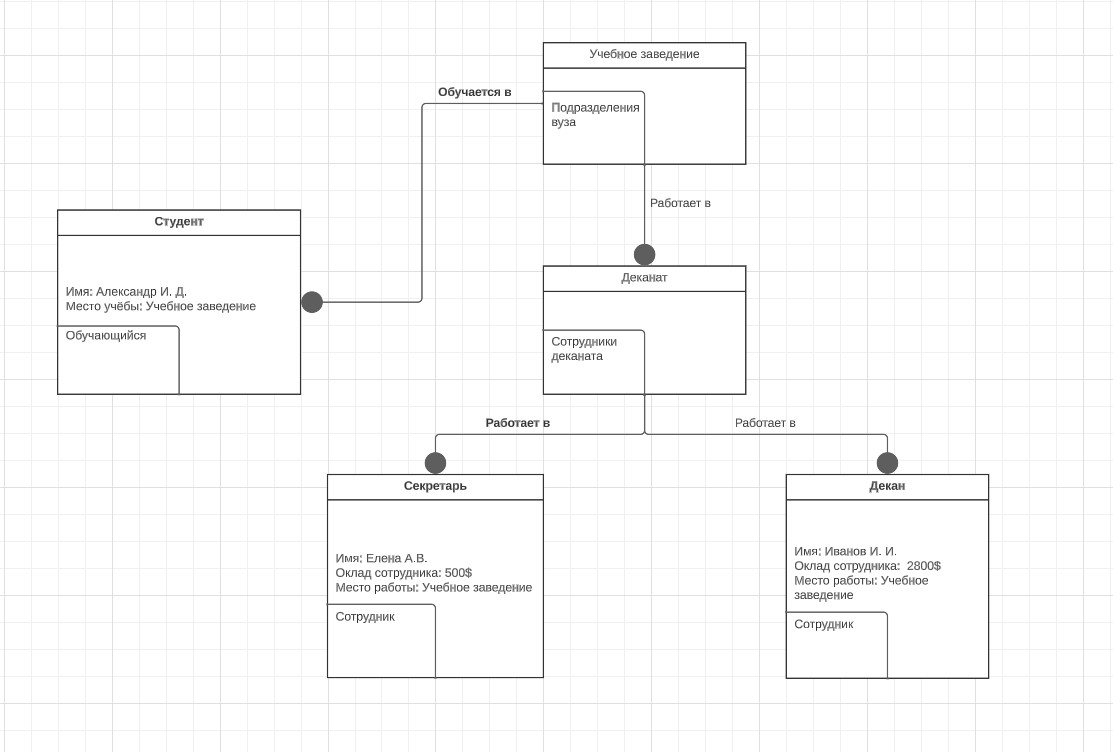 Учебное заведение
Обучается в
Подразделения
вуза
Работает в
Студент
Имя: Александр И. Д.
Место учёбы: Учебное заведение
Обучающийся
Деканат
Сотрудники
деканата
Работает в
Работает в
Секретарь
Имя: Елена А.В.
Оклад сотрудника: 500$
Место работы: Учебное заведение
Сотрудник
Декан
Имя: Иванов И. И.
Оклад сотрудника:  2800$
Место работы: Учебное
заведение
Сотрудник